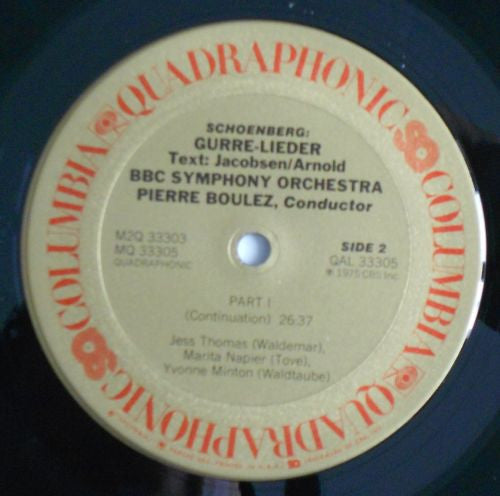 COLUMBIA QUADRAPHONIC COLUMBIA QUADRAPHONIC
SCHOENBERG:
GURRE-LIEDER
Text: Jacobsen/Arnold
BBC SYMPHONY ORCHESTRA
PIERRE BOULEZ, Conductor
M2Q 33303
MQ 33305
QUADRAPHONIC
SIDE 2
QAL 33305
℗ 1975 CBS Inc.
PART I
(Continuation) 26:37
Jess Thomas (Waldemar),
Marita Napier (Tove),
Yvonne Minton (Waldtaube)